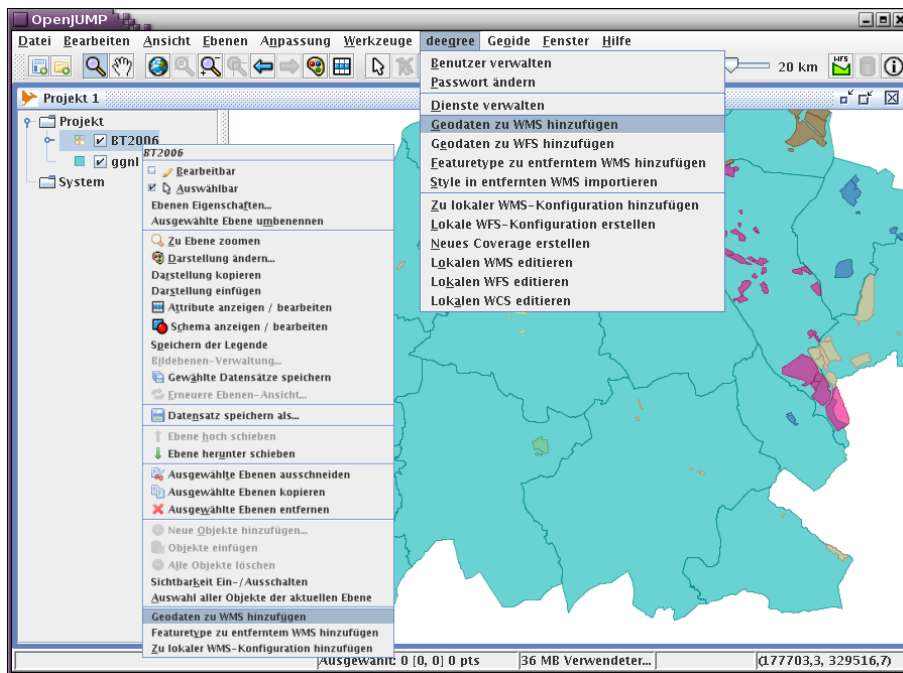 OpenJUMP
Datei Bearbeiten Ansicht Ebenen Anpassung Werkzeuge deegree Geoide Fenster Hilfe
20 km
WFS
Projekt 1
Projekt
BT2006
ggnl
System
BT2006
Bearbeitbar
Auswählbar
Ebenen Eigenschaften...
Ausgewählte Ebene umbenennen
Zu Ebene zoomen
Darstellung ändern...
Darstellung kopieren
Darstellung einfügen
Attribute anzeigen / bearbeiten
Schema anzeigen / bearbeiten
Speichern der Legende
Bildebenen-Verwaltung...
Gewählte Datensätze speichern
Erneuere Ebenen-Ansicht...
Datensatz speichern als...
Ebene hoch schieben
Ebene herunter schieben
Ausgewählte Ebenen ausschneiden
Ausgewählte Ebenen kopieren
Ausgewählte Ebenen entfernen
Neue Objekte hinzufügen...
Objekte einfügen
Alle Objekte löschen
Sichtbarkeit Ein-/Ausschalten
Auswahl aller Objekte der aktuellen Ebene
Geodaten zu WMS hinzufügen
Featuretype zu entferntem WMS hinzufügen
Zu lokaler WMS-Konfiguration hinzufügen
Benutzer verwalten
Passwort ändern
Dienste verwalten
Geodaten zu WMS hinzufügen
Geodaten zu WFS hinzufügen
Featuretype zu entferntem WMS hinzufügen
Style in entfernten WMS importieren
Zu lokaler WMS-Konfiguration hinzufügen
Lokale WFS-Konfiguration erstellen
Neues Coverage erstellen
Lokalen WMS editieren
Lokalen WFS editieren
Lokalen WCS editieren
Ausgewählt: 0 [0, 0] 0 pts
36 MB Verwendeter...
(177703,3, 329516,7)